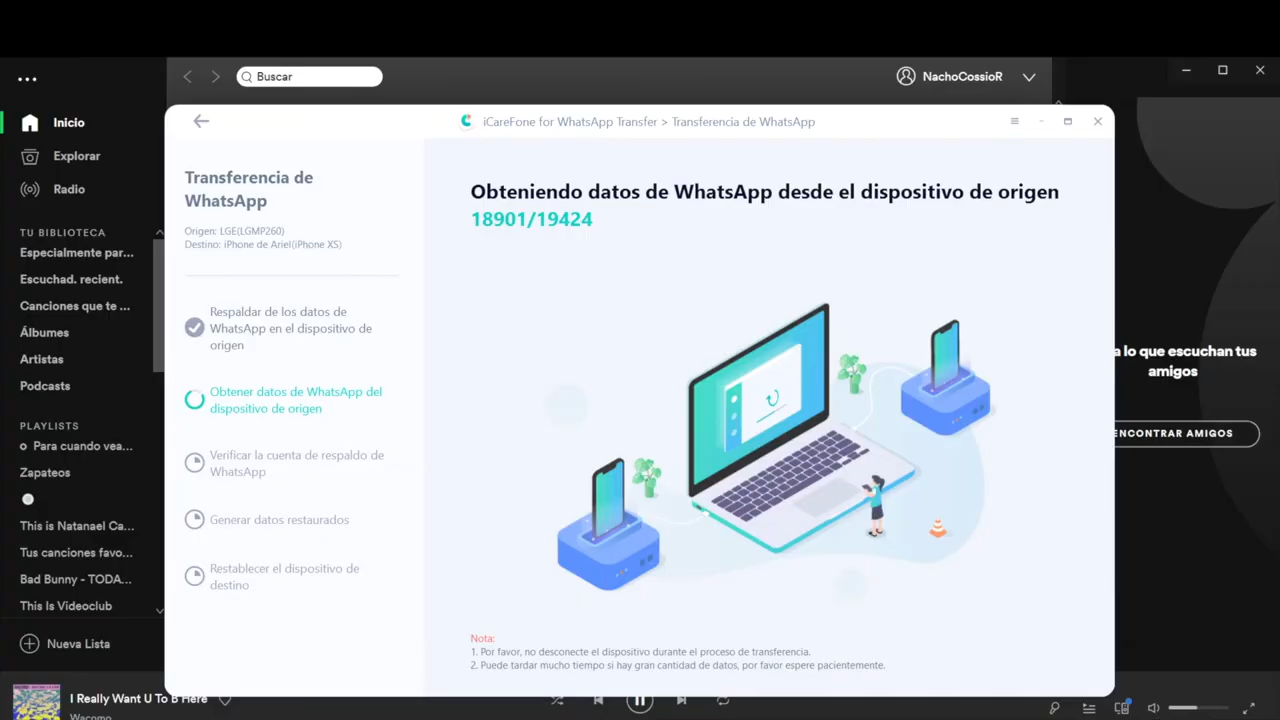 Buscar
NachoCossioR
Inicio
Explorar
Radio
TU BIBLIOTECA
Especialmente par...
Escuchad. recient.
Canciones que te ...
Álbumes
Artistas
Podcasts
PLAYLISTS
Para cuando vea...
Zapateos
This is Natanael Ca...
Tus canciones favo...
Bad Bunny - TODA...
This Is Videoclub
Nueva Lista
I Really Want U To B Here
Wacomo
iCareFone for WhatsApp Transfer > Transferencia de WhatsApp
Transferencia de
WhatsApp
Origen: LGE(LGMP260)
Destino: iPhone de Ariel(iPhone XS)
Respaldar de los datos de
WhatsApp en el dispositivo de
origen
Obtener datos de WhatsApp del
dispositivo de origen
Verificar la cuenta de respaldo de
WhatsApp
Generar datos restaurados
Restablecer el dispositivo de
destino
Obteniendo datos de WhatsApp desde el dispositivo de origen
18901/19424
Nota:
1. Por favor, no desconecte el dispositivo durante el proceso de transferencia.
2. Puede tardar mucho tiempo si hay gran cantidad de datos, por favor espere pacientemente.
a lo que escuchan tus
amigos
ENCONTRAR AMIGOS